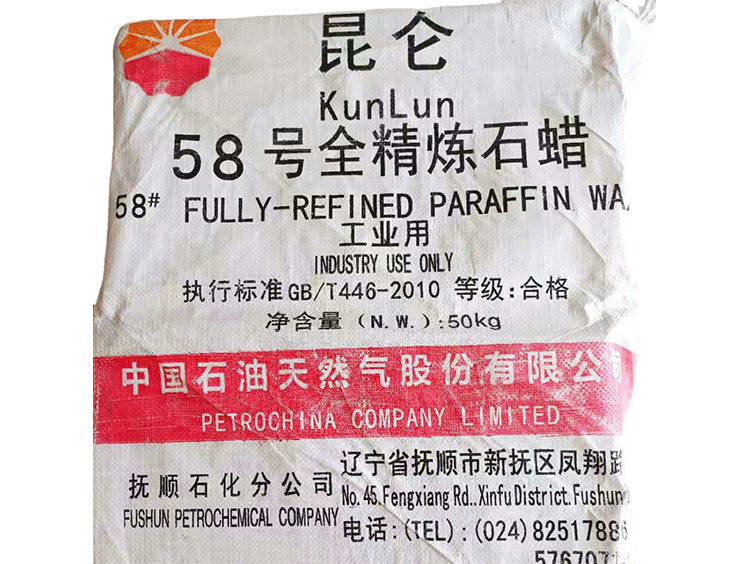 昆仑
KunLun
58号全精炼石蜡
58# FULLY-REFINED PARAFFIN
工业用
INDUSTRY USE ONLY
执行标准GB/T446-2010 等级:合格
净含量(N.W.):50kg
中国石油天然气股份有限公司
PETROCHINA COMPANY LIMITED
抚顺石化分公司
FUSHUN PETROCHEMICAL COMPANY
辽宁省抚顺市新抚区凤翔路
No.45.Fengxiang Rd..Xinfu District.Fushun
电话:(TEL):(024)82517886